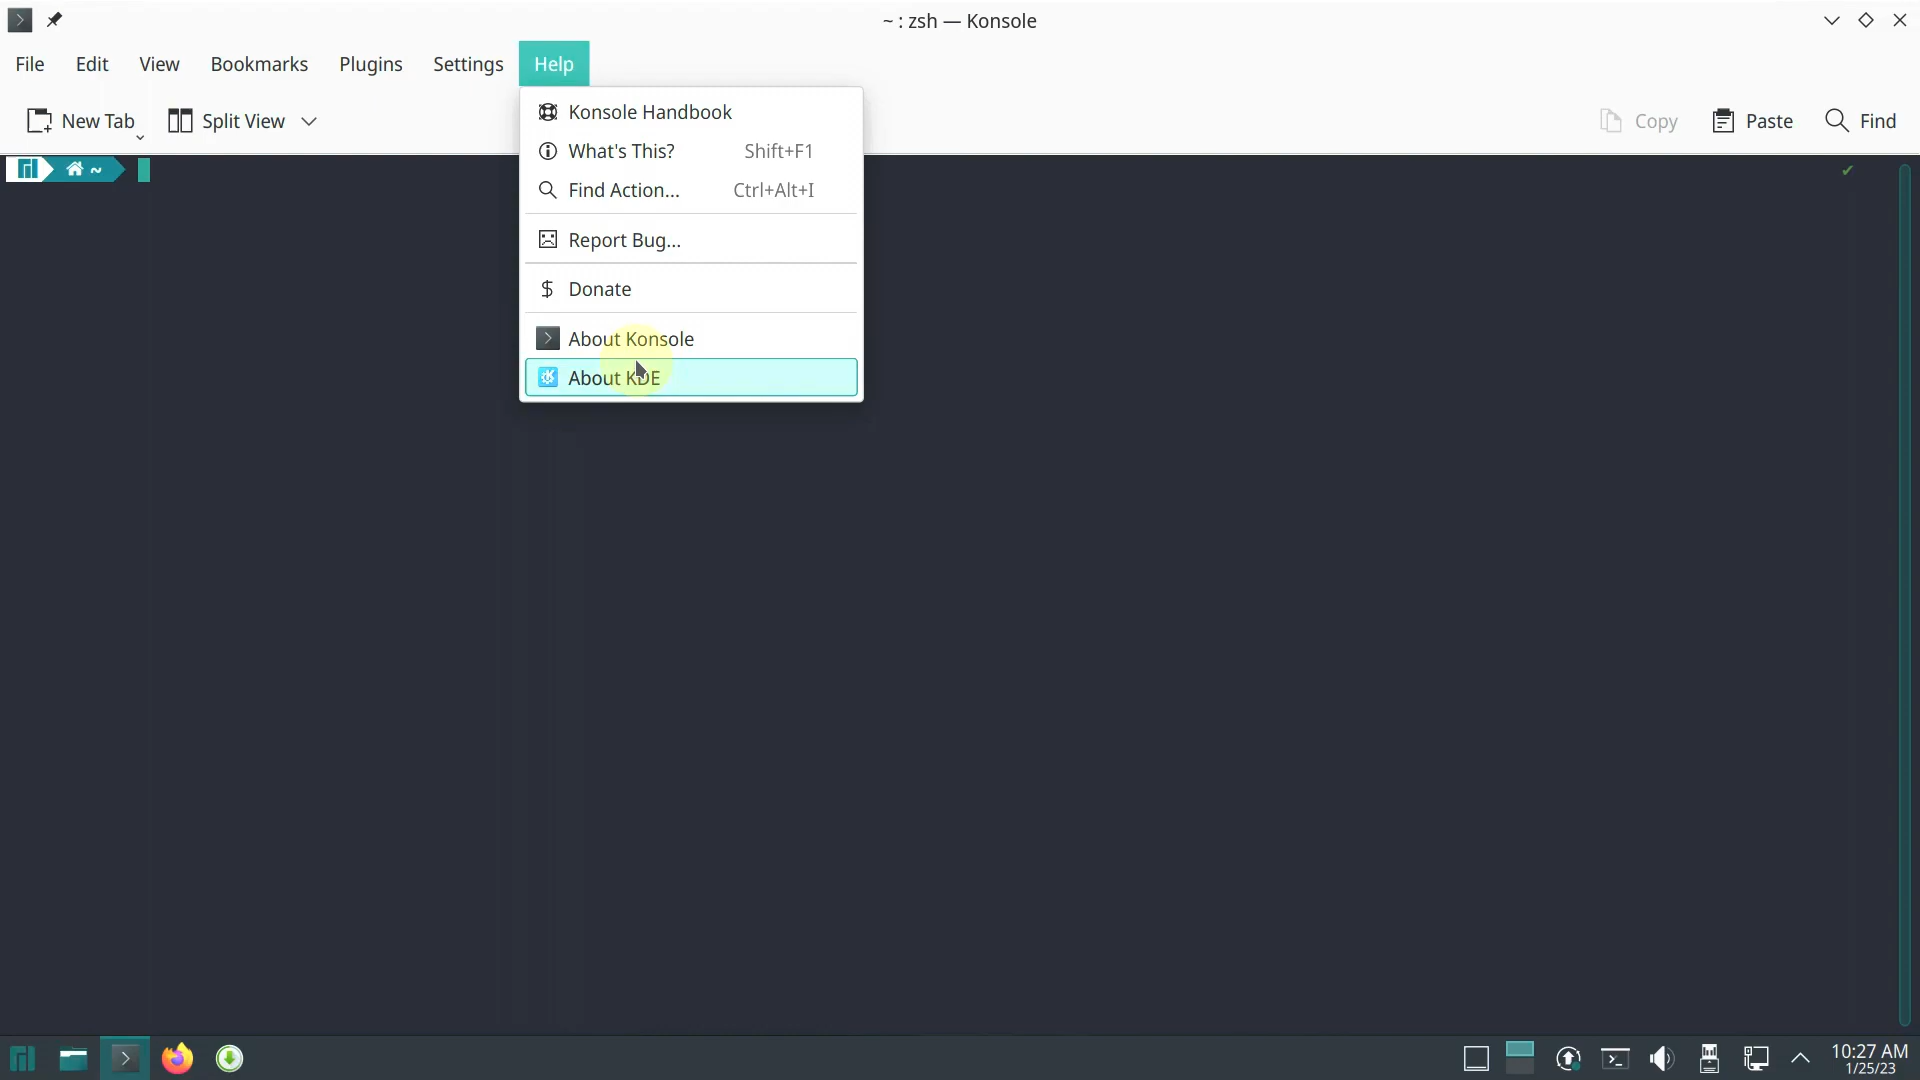 ~ : zsh — Konsole
File Edit View Bookmarks Plugins Settings Help
New Tab Split View Copy Paste Find
Konsole Handbook
What's This? Shift+F1
Find Action... Ctrl+Alt+I
Report Bug...
Donate
About Konsole
About KDE
~
10:27 AM
1/25/23